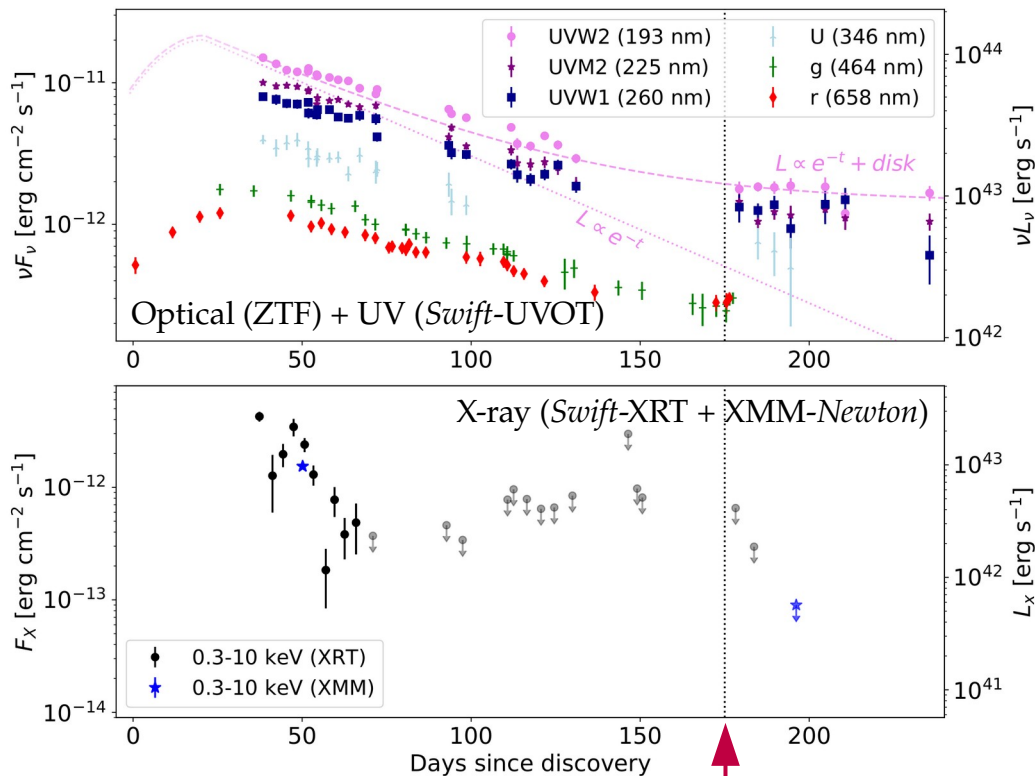 UVW2 (193 nm)
UVM2 (225 nm)
UVW1 (260 nm)
U (346 nm)
g (464 nm)
r (658 nm)
νFν [erg cm⁻² s⁻¹]
10⁻¹¹
10⁻¹²
10⁴⁴
10⁴³
10⁴²
νLν [erg s⁻¹]
L ∝ e⁻ᵗ + disk
L ∝ e⁻ᵗ
Optical (ZTF) + UV (Swift-UVOT)
0 50 100 150 200
X-ray (Swift-XRT + XMM-Newton)
F_X [erg cm⁻² s⁻¹]
10⁻¹²
10⁻¹³
10⁻¹⁴
10⁴³
10⁴²
10⁴¹
Lₓ [erg s⁻¹]
0.3-10 keV (XRT)
0.3-10 keV (XMM)
0 50 100 150 200
Days since discovery